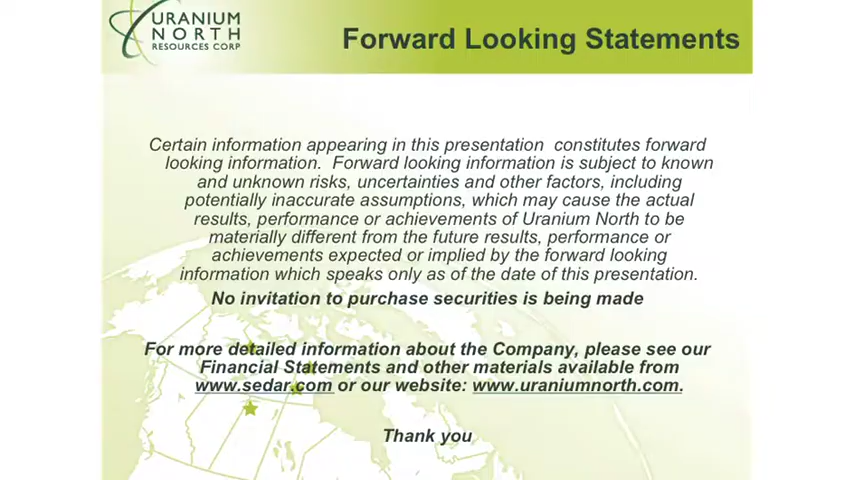 URANIUM
NORTH
RESOURCES CORP
Forward Looking Statements
Certain information appearing in this presentation constitutes forward
looking information. Forward looking information is subject to known
and unknown risks, uncertainties and other factors, including
potentially inaccurate assumptions, which may cause the actual
results, performance or achievements of Uranium North to be
materially different from the future results, performance or
achievements expected or implied by the forward looking
information which speaks only as of the date of this presentation.
No invitation to purchase securities is being made
For more detailed information about the Company, please see our
Financial Statements and other materials available from
www.sedar.com or our website: www.uraniumnorth.com.
Thank you